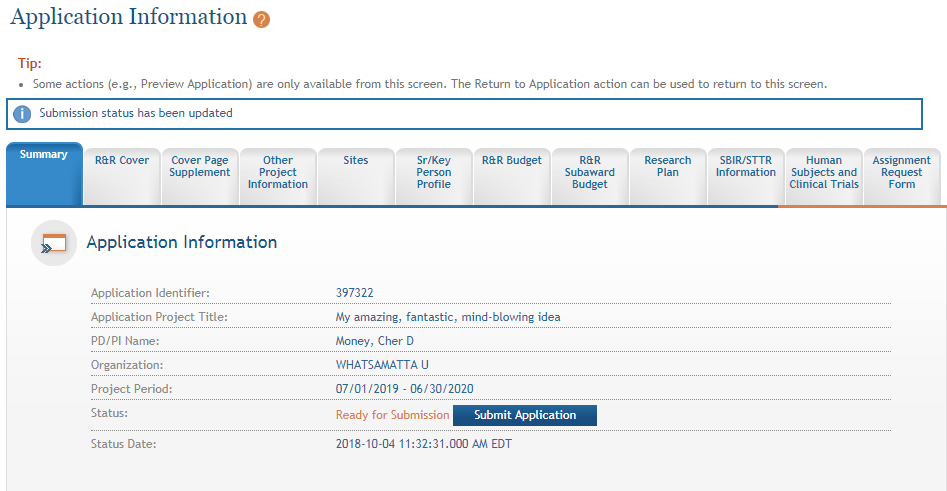 Application Information ?
Tip:
• Some actions (e.g., Preview Application) are only available from this screen. The Return to Application action can be used to return to this screen.
i Submission status has been updated
Summary
R&R Cover
Cover Page
Supplement
Other
Project
Information
Sites
Sr/Key
Person
Profile
R&R Budget
R&R
Subaward
Budget
Research
Plan
SBIR/STTR
Information
Human
Subjects and
Clinical Trials
Assignment
Request
Form
Application Information
Application Identifier: 397322
Application Project Title: My amazing, fantastic, mind-blowing idea
PD/PI Name: Money, Cher D
Organization: WHATSAMATTA U
Project Period: 07/01/2019 - 06/30/2020
Status: Ready for Submission Submit Application
Status Date: 2018-10-04 11:32:31.000 AM EDT